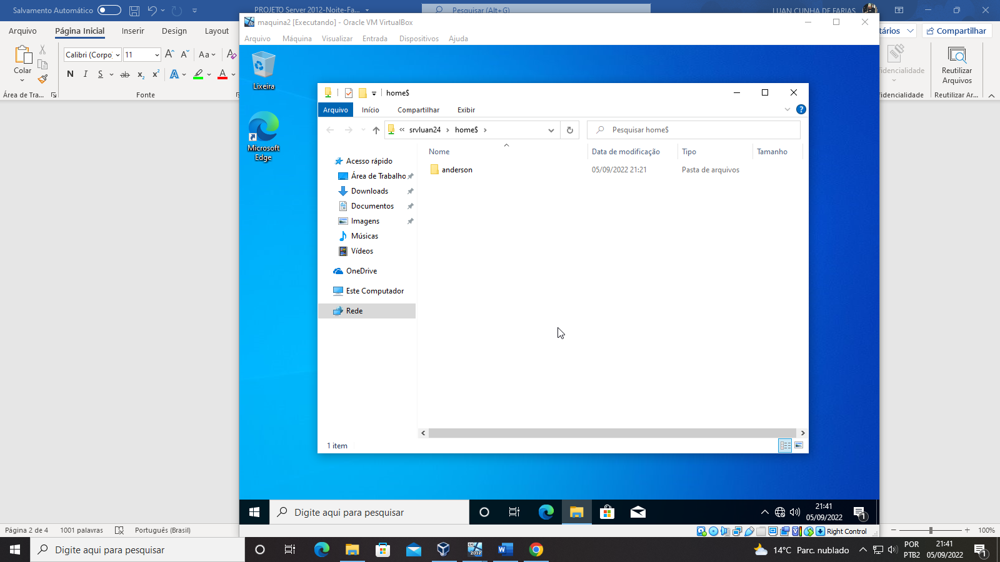 Salvamento Automático
PROJETO Server 2012-Noite-Fa...
Pesquisar (Alt+G)
LUAN CUNHA DE FARIAS
Arquivo
Página Inicial
Inserir
Design
Layout
tários
Compartilhar
Colar
Calibri (Corpo)
11
Aa
N I S ab x₂ x² A A
Área de Tra...
Fonte
fidencialidade
Reutilizar
Arquivos
fidencialidade
Reutilizar Ar...
maquina2 [Executando] - Oracle VM VirtualBox
Arquivo Máquina Visualizar Entrada Dispositivos Ajuda
Lixeira
Microsoft
Edge
home$
Arquivo Início Compartilhar Exibir
« srvluan24 › home$ ›
Pesquisar home$
Nome Data de modificação Tipo Tamanho
anderson 05/09/2022 21:21 Pasta de arquivos
Acesso rápido
Área de Trabalho
Downloads
Documentos
Imagens
Músicas
Vídeos
OneDrive
Este Computador
Rede
1 item
Digite aqui para pesquisar
21:41
05/09/2022
1
Right Control
Página 2 de 4
1001 palavras
Português (Brasil)
100%
Digite aqui para pesquisar
2012
14°C Parc. nublado
POR
PTB2
21:41
05/09/2022
1